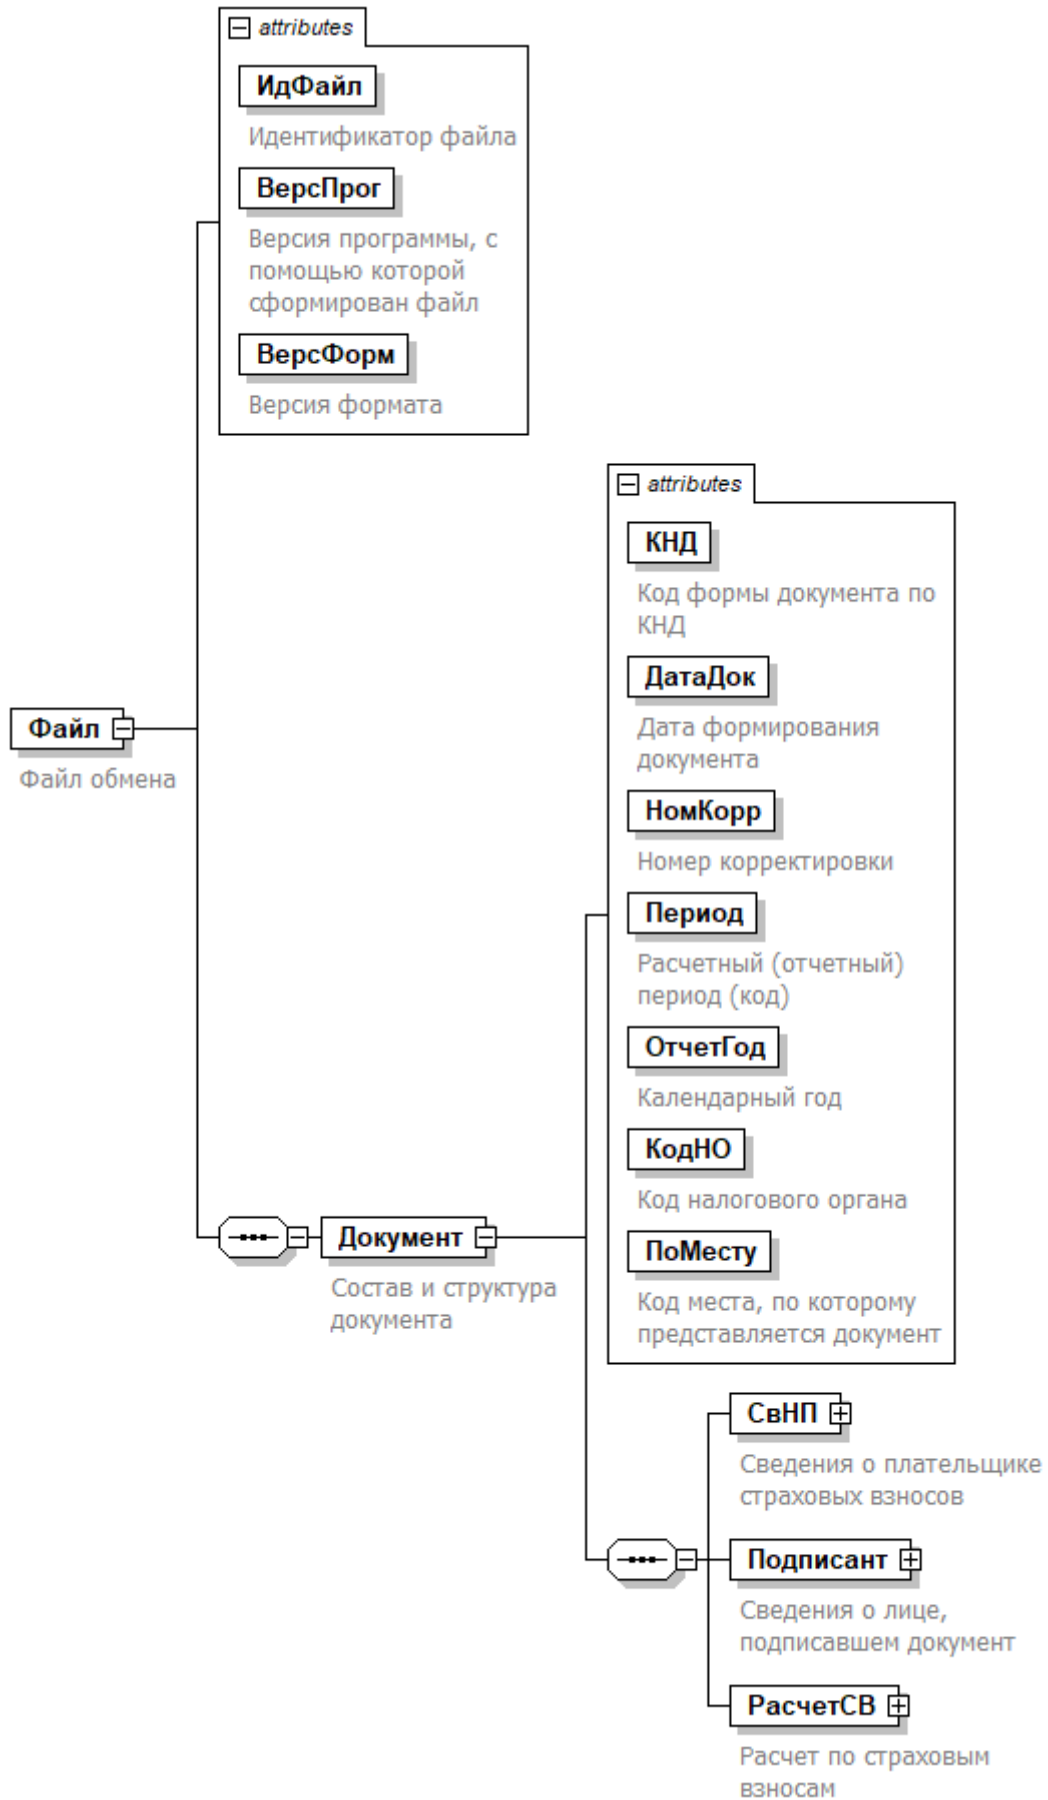 attributes
ИдФайл
Идентификатор файла
ВерсПрог
Версия программы, с
помощью которой
сформирован файл
ВерсФорм
Версия формата
Файл
Файл обмена
Документ
Состав и структура
документа
attributes
КНД
Код формы документа по
КНД
ДатаДок
Дата формирования
документа
НомКорр
Номер корректировки
Период
Расчетный (отчетный)
период (код)
ОтчетГод
Календарный год
КодНО
Код налогового органа
ПоМесту
Код места, по которому
представляется документ
СвНП
Сведения о плательщике
страховых взносов
Подписант
Сведения о лице,
подписавшем документ
РасчетСВ
Расчет по страховым
взносам